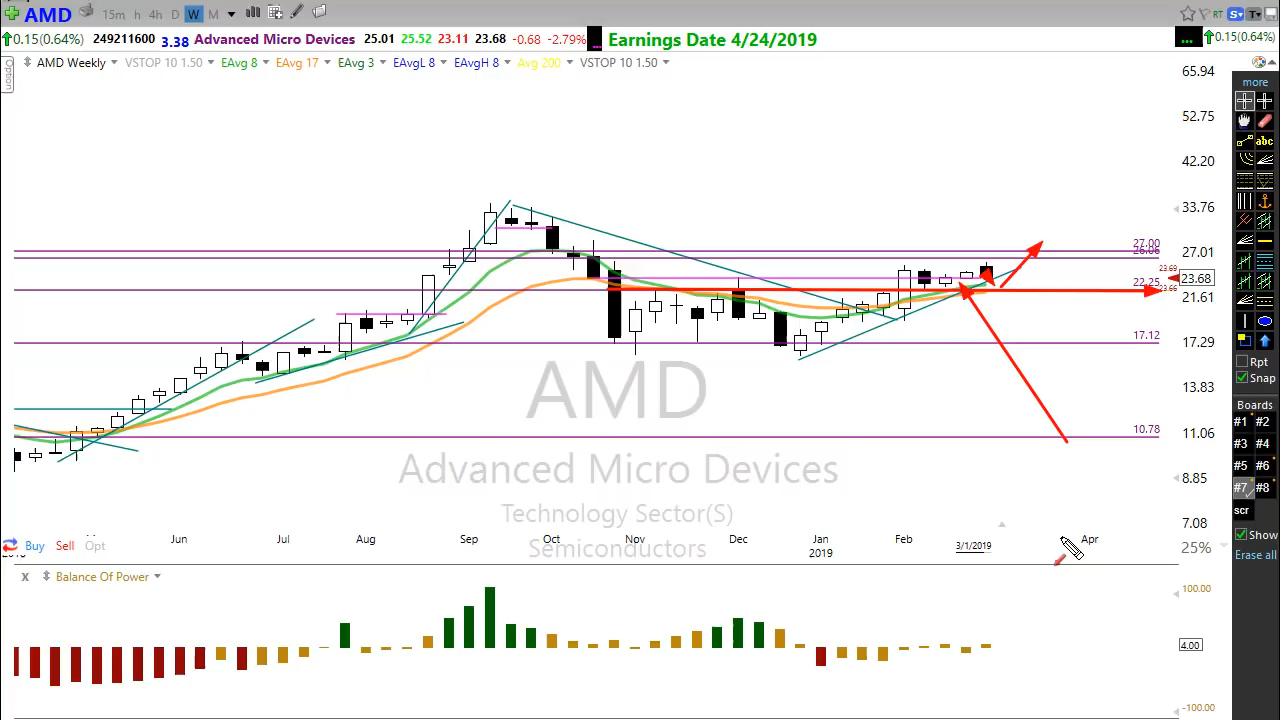 AMD 15m h 4h D W M RT S T
0.15(0.64%) 249211600 3.38 Advanced Micro Devices 25.01 25.52 23.11 23.68 -0.68 -2.79% ... Earnings Date 4/24/2019 ... 0.15(0.64%)
Option
AMD Weekly VSTOP 10 1.50 EAvg 8 EAvg 17 EAvg 3 EAvgL 8 EAvgH 8 Avg 200 VSTOP 10 1.50
65.94
52.75
42.20
33.76
27.00
27.01
23.69
23.68
22.25
23.66
21.61
17.12
17.29
13.83
10.78
11.06
8.85
7.08
25%
AMD
Advanced Micro Devices
Technology Sector(S)
Semiconductors
Jun Jul Aug Sep Oct Nov Dec Jan Feb Apr
2019 3/1/2019
Buy Sell Opt
X Balance Of Power
100.00
4.00
-100.00
more
abc
Rpt
Snap
Boards
#1 #2
#3 #4
#5 #6
#7 #8
scr
Show
Erase all